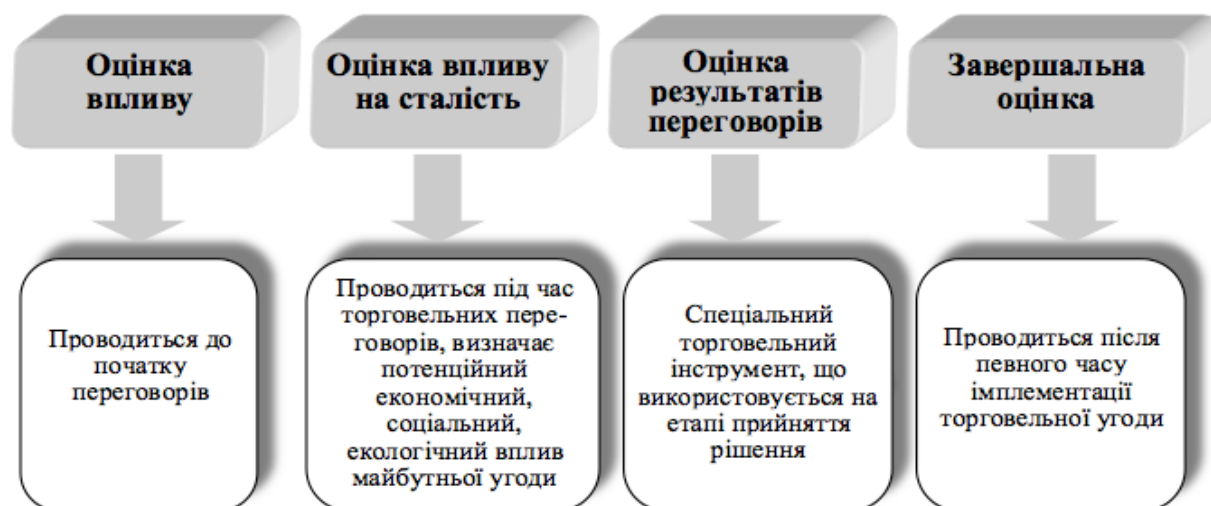 Оцінка
впливу
Проводиться до
початку
переговорів
Оцінка впливу
на сталість
Проводиться під час
торговельних пере-
говорів, визначає
потенційний
економічний,
соціальний,
екологічний вплив
майбутньої угоди
Оцінка
результатів
переговорів
Спеціальний
торговельний
інструмент, що
використовується на
етапі прийняття
рішення
Завершальна
оцінка
Проводиться після
певного часу
імплементації
торговельної угоди